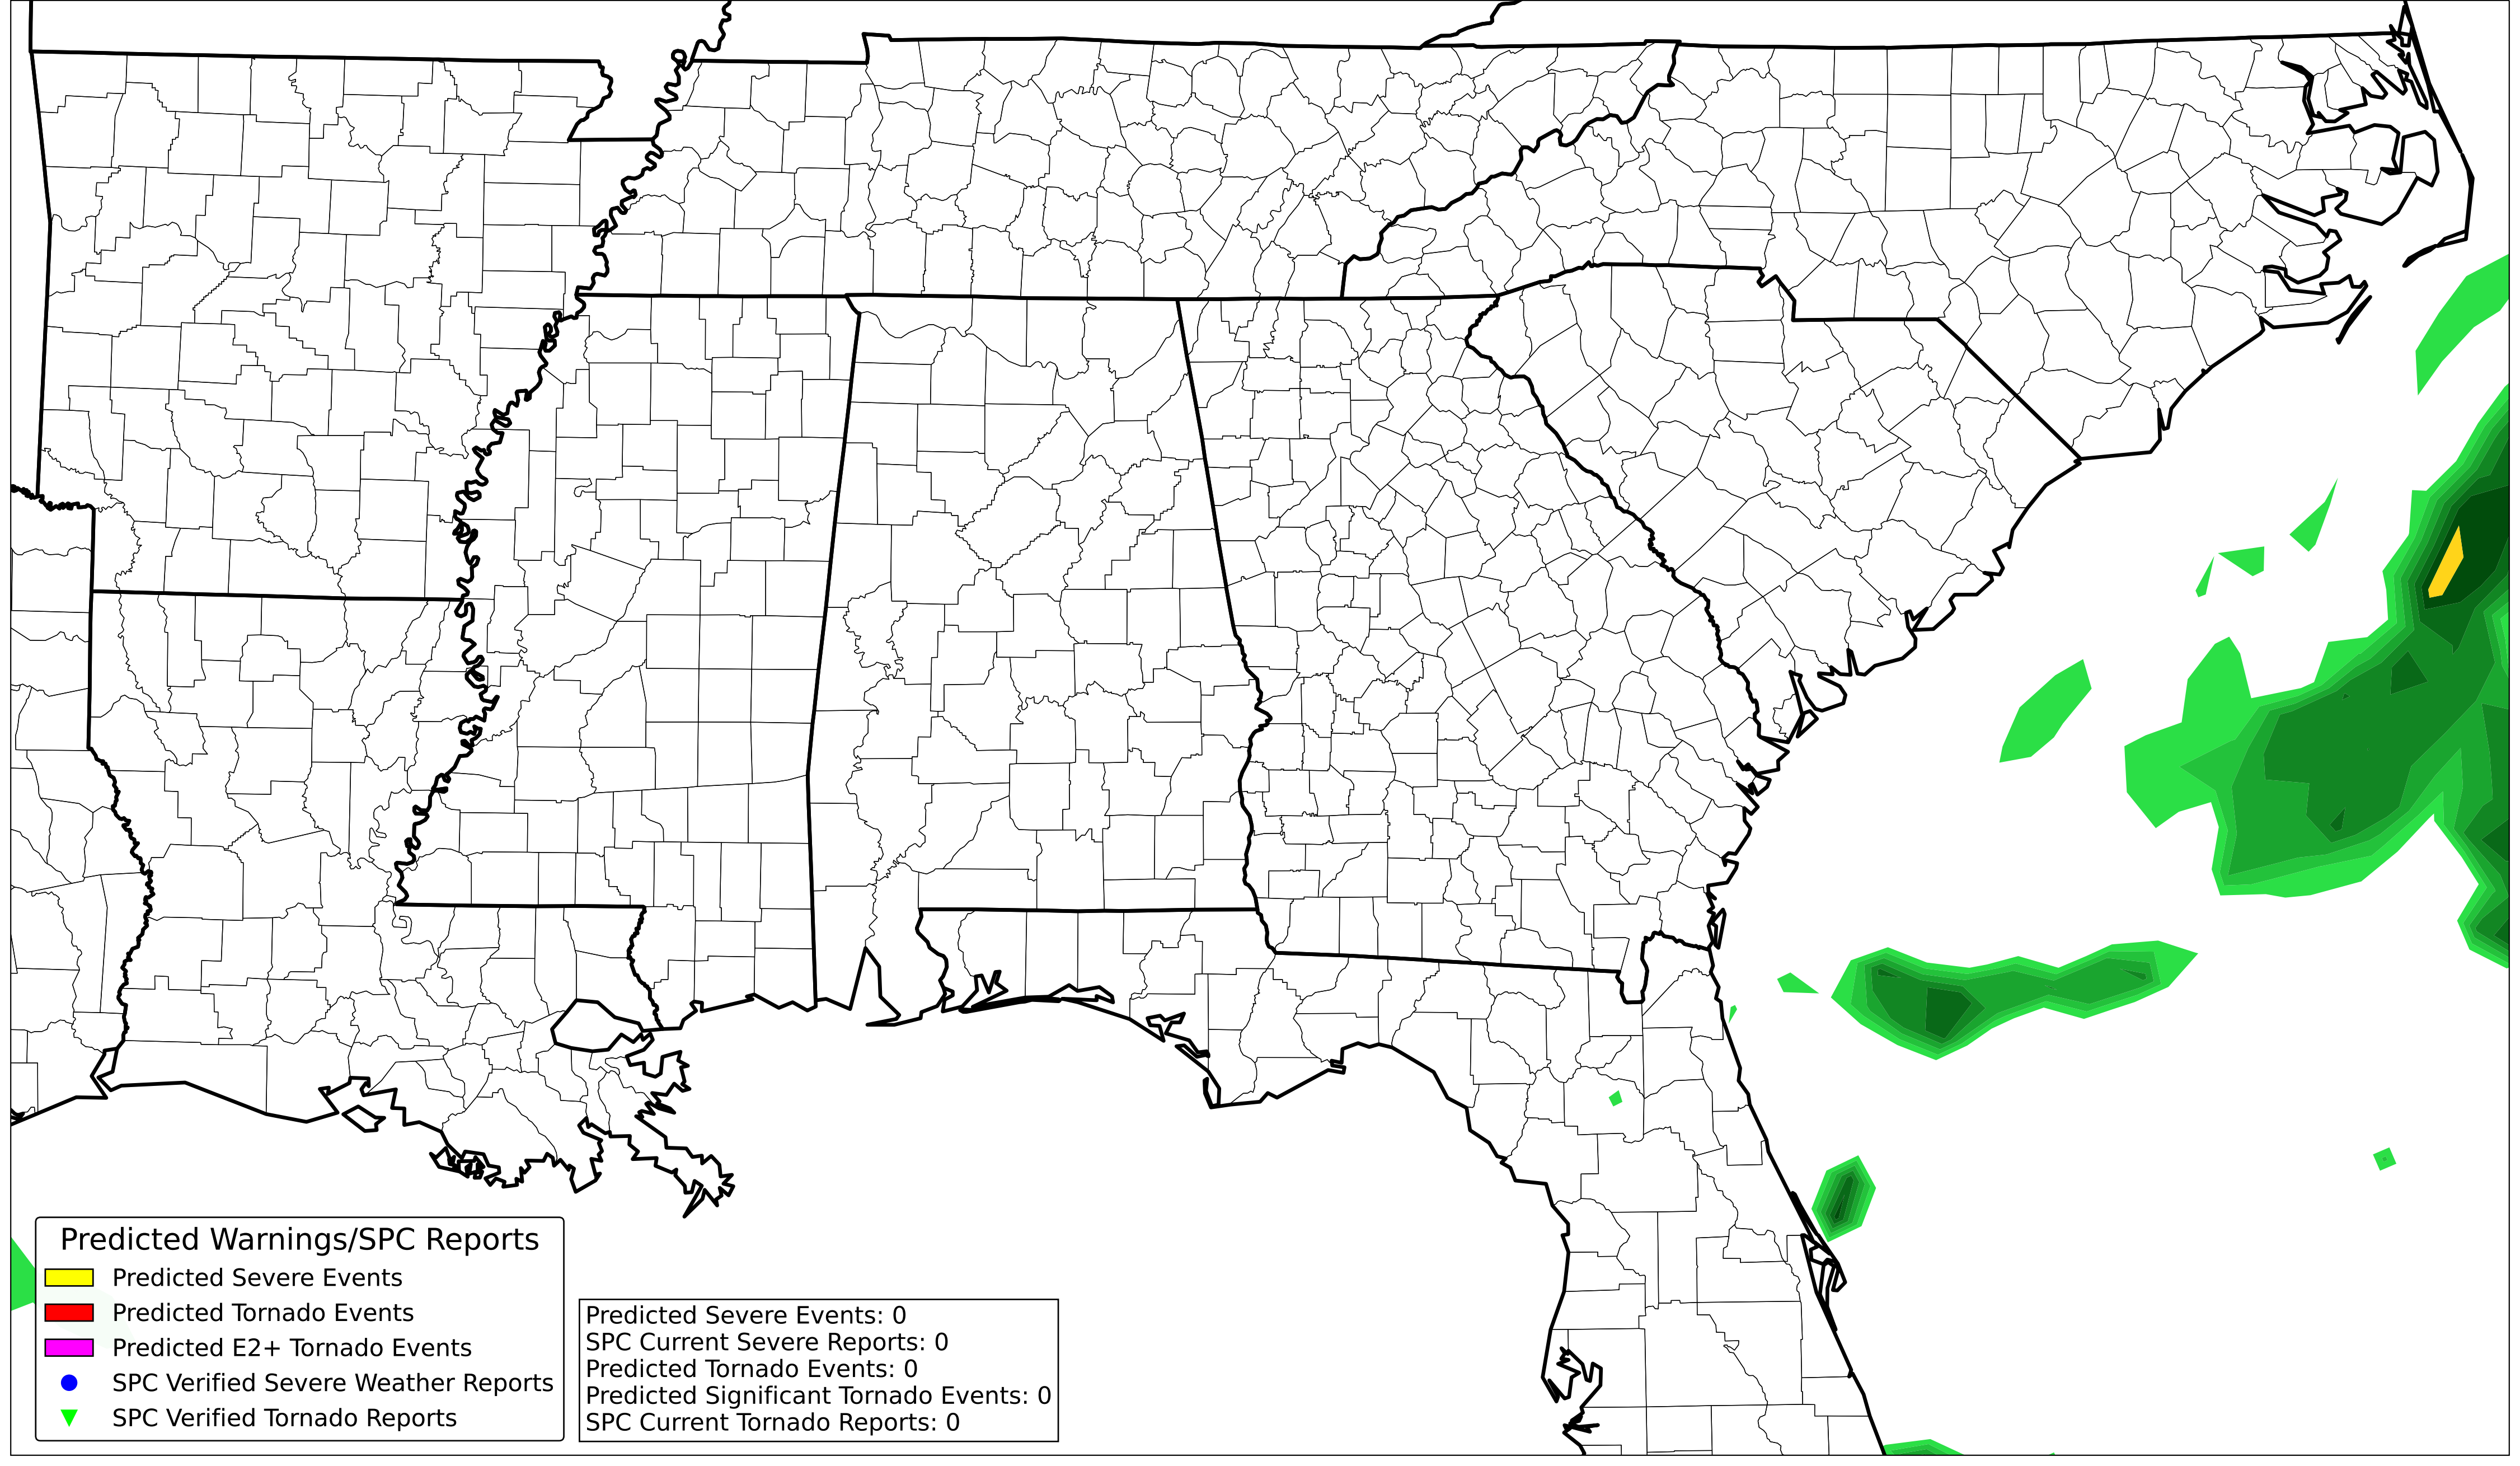 Predicted Warnings/SPC Reports
Predicted Severe Events
Predicted Tornado Events
Predicted E2+ Tornado Events
SPC Verified Severe Weather Reports
SPC Verified Tornado Reports
Predicted Severe Events: 0
SPC Current Severe Reports: 0
Predicted Tornado Events: 0
Predicted Significant Tornado Events: 0
SPC Current Tornado Reports: 0